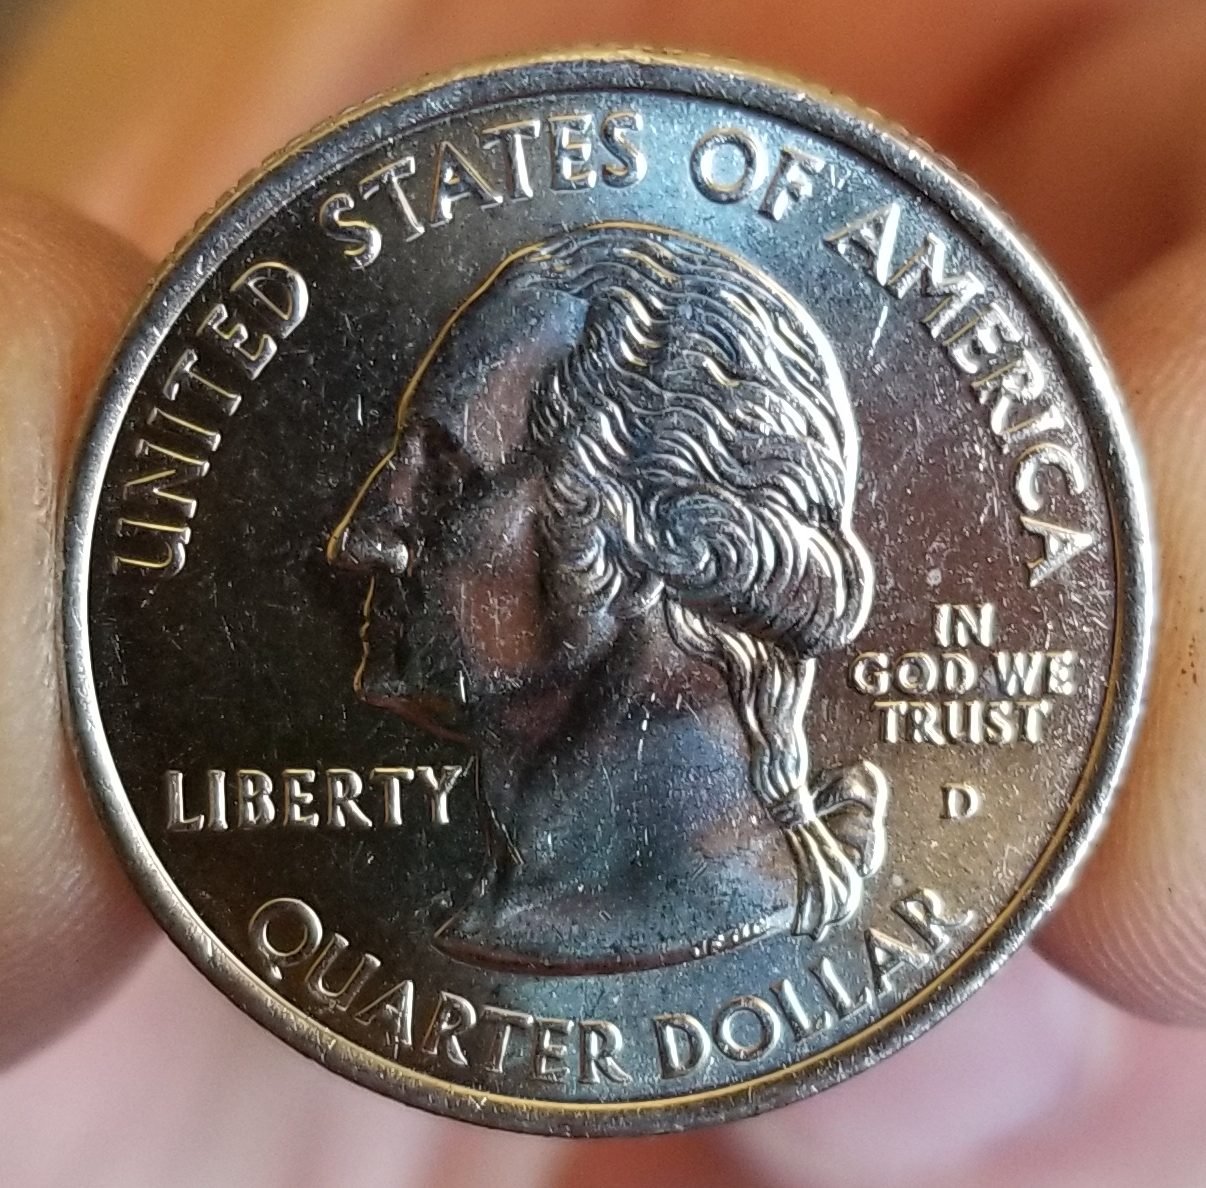 UNITED STATES OF AMERICA
LIBERTY
IN
GOD WE
TRUST
D
QUARTER DOLLAR